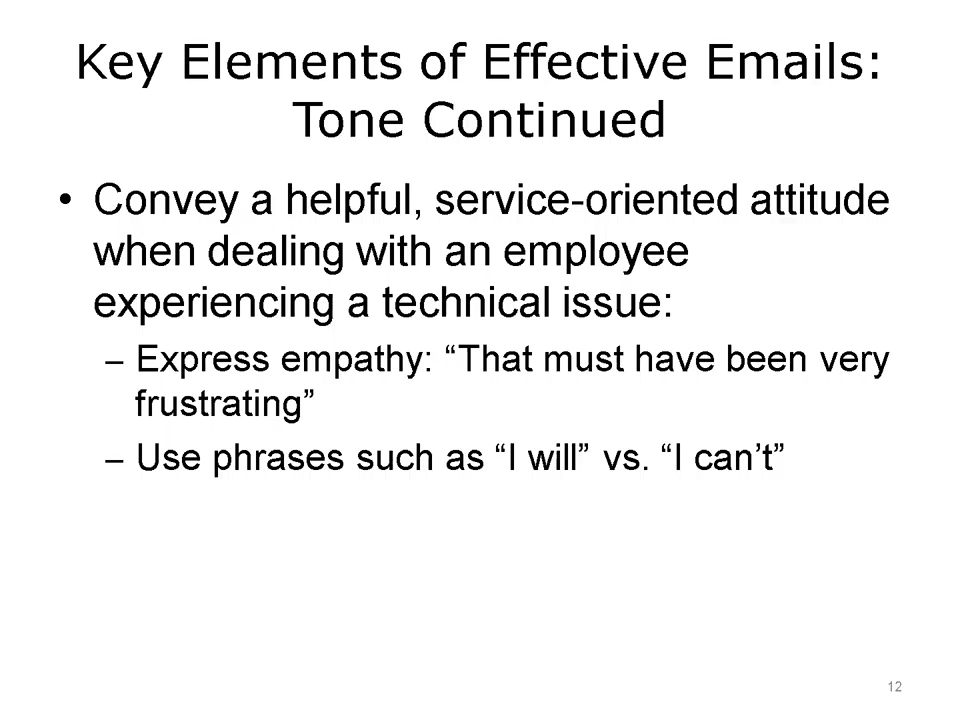 Key Elements of Effective Emails:
Tone Continued
• Convey a helpful, service-oriented attitude
when dealing with an employee
experiencing a technical issue:
– Express empathy: “That must have been very
frustrating”
– Use phrases such as “I will” vs. “I can’t”
12